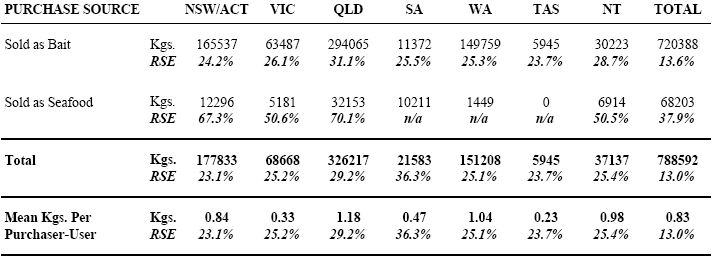 PURCHASE SOURCE NSW/ACT VIC QLD SA WA TAS NT TOTAL
Sold as Bait Kgs. 165537 63487 294065 11372 149759 5945 30223 720388
RSE 24.2% 26.1% 31.1% 25.5% 25.3% 23.7% 28.7% 13.6%
Sold as Seafood Kgs. 12296 5181 32153 10211 1449 0 6914 68203
RSE 67.3% 50.6% 70.1% n/a n/a n/a 50.5% 37.9%
Total Kgs. 177833 68668 326217 21583 151208 5945 37137 788592
RSE 23.1% 25.2% 29.2% 36.3% 25.1% 23.7% 25.4% 13.0%
Mean Kgs. Per Kgs. 0.84 0.33 1.18 0.47 1.04 0.23 0.98 0.83
Purchaser-User RSE 23.1% 25.2% 29.2% 36.3% 25.1% 23.7% 25.4% 13.0%